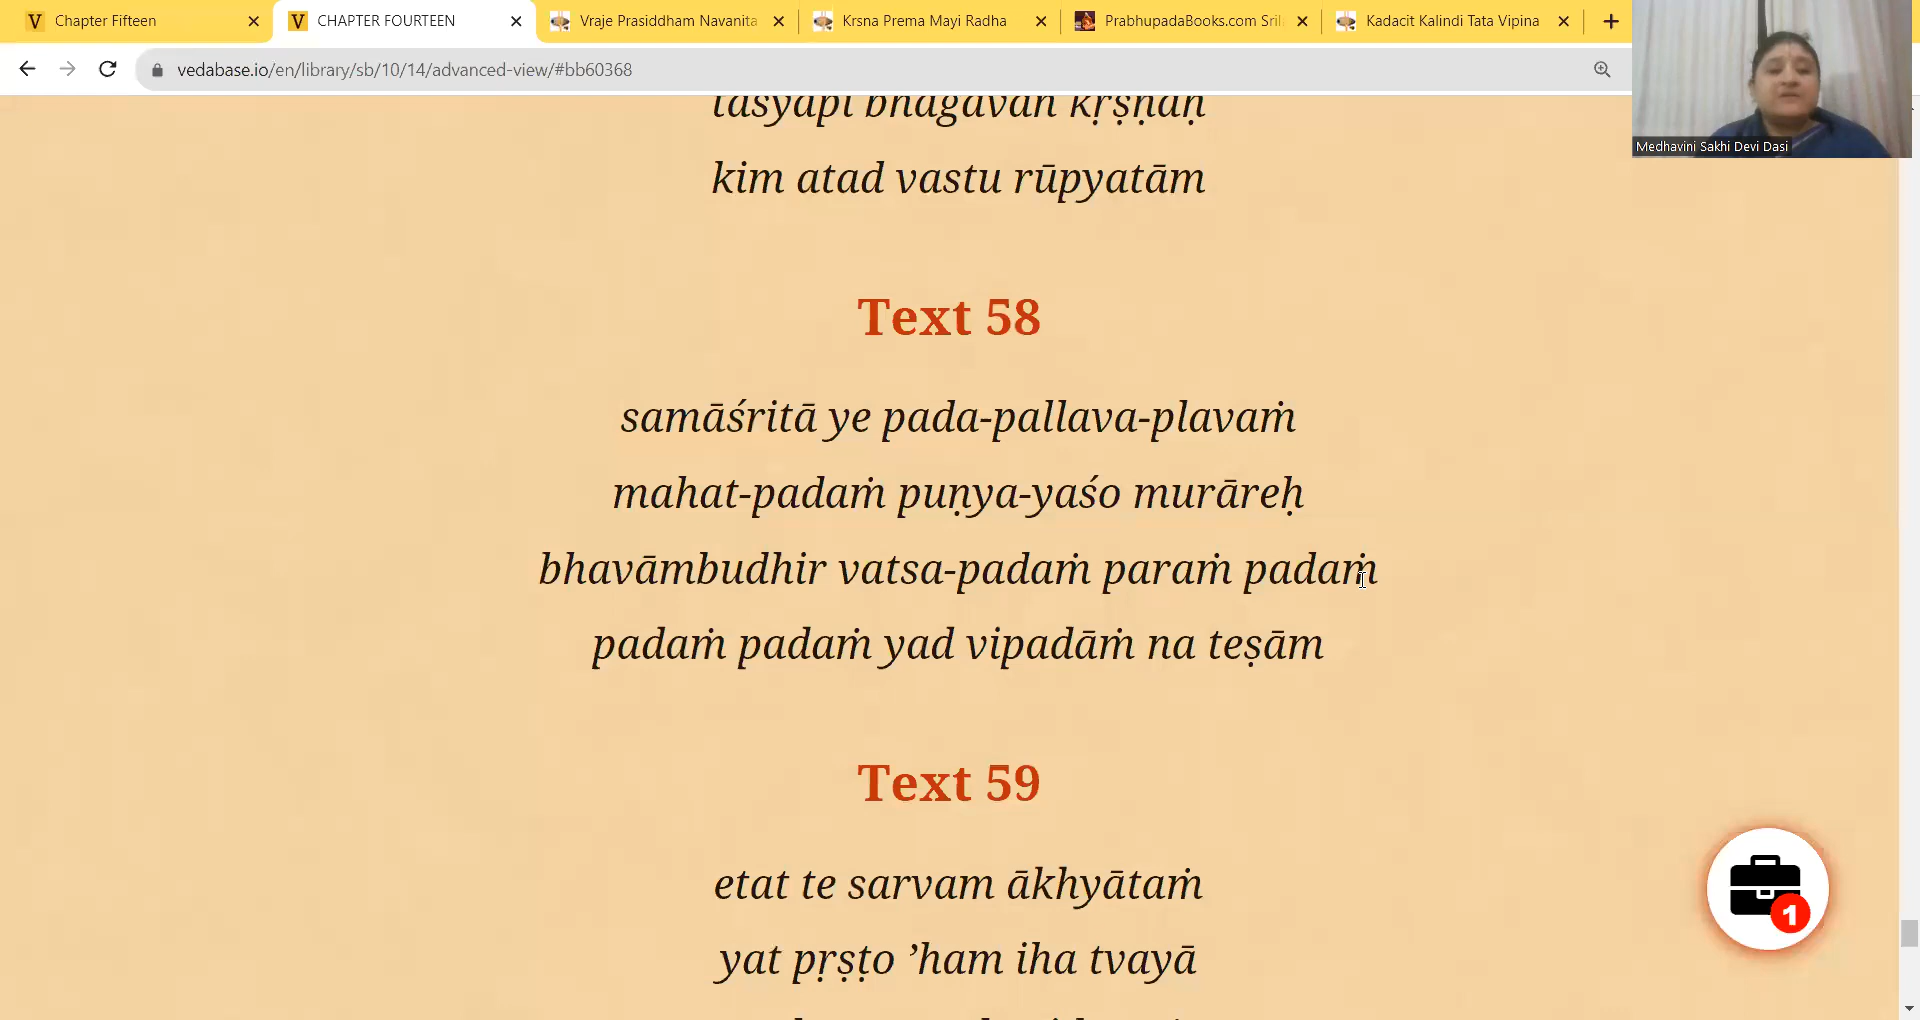 Chapter Fifteen
CHAPTER FOURTEEN
Vraje Prasiddham Navanita
Krsna Prema Mayi Radha
PrabhupadaBooks.com Sril
Kadacit Kalindi Tata Vipina
vedabase.io/en/library/sb/10/14/advanced-view/#bb60368
Medhavini Sakhi Devi Dasi
tasyāpi bhagavān kṛṣṇaḥ
kim atad vastu rūpyatām
Text 58
samāśritā ye pada-pallava-plavaṁ
mahat-padaṁ puṇya-yaśo murāreḥ
bhavāmbudhir vatsa-padaṁ paraṁ padaṁ
padaṁ padaṁ yad vipadāṁ na teṣām
Text 59
etat te sarvam ākhyātaṁ
yat pṛṣṭo ’ham iha tvayā
1